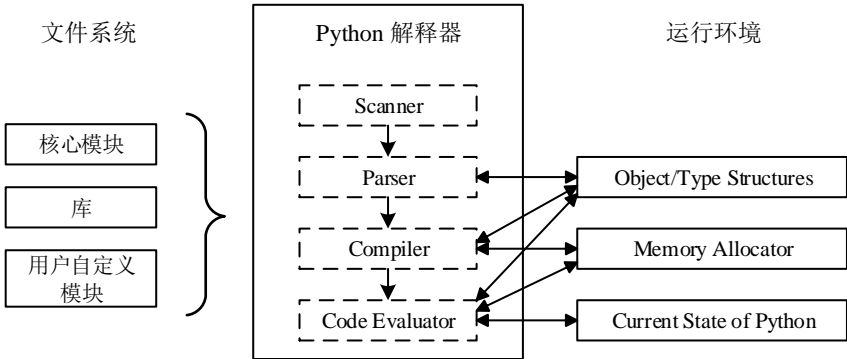 文件系统
Python 解释器
运行环境
Scanner
核心模块
Parser
Object/Type Structures
库
Compiler
Memory Allocator
用户自定义
模块
Code Evaluator
Current State of Python